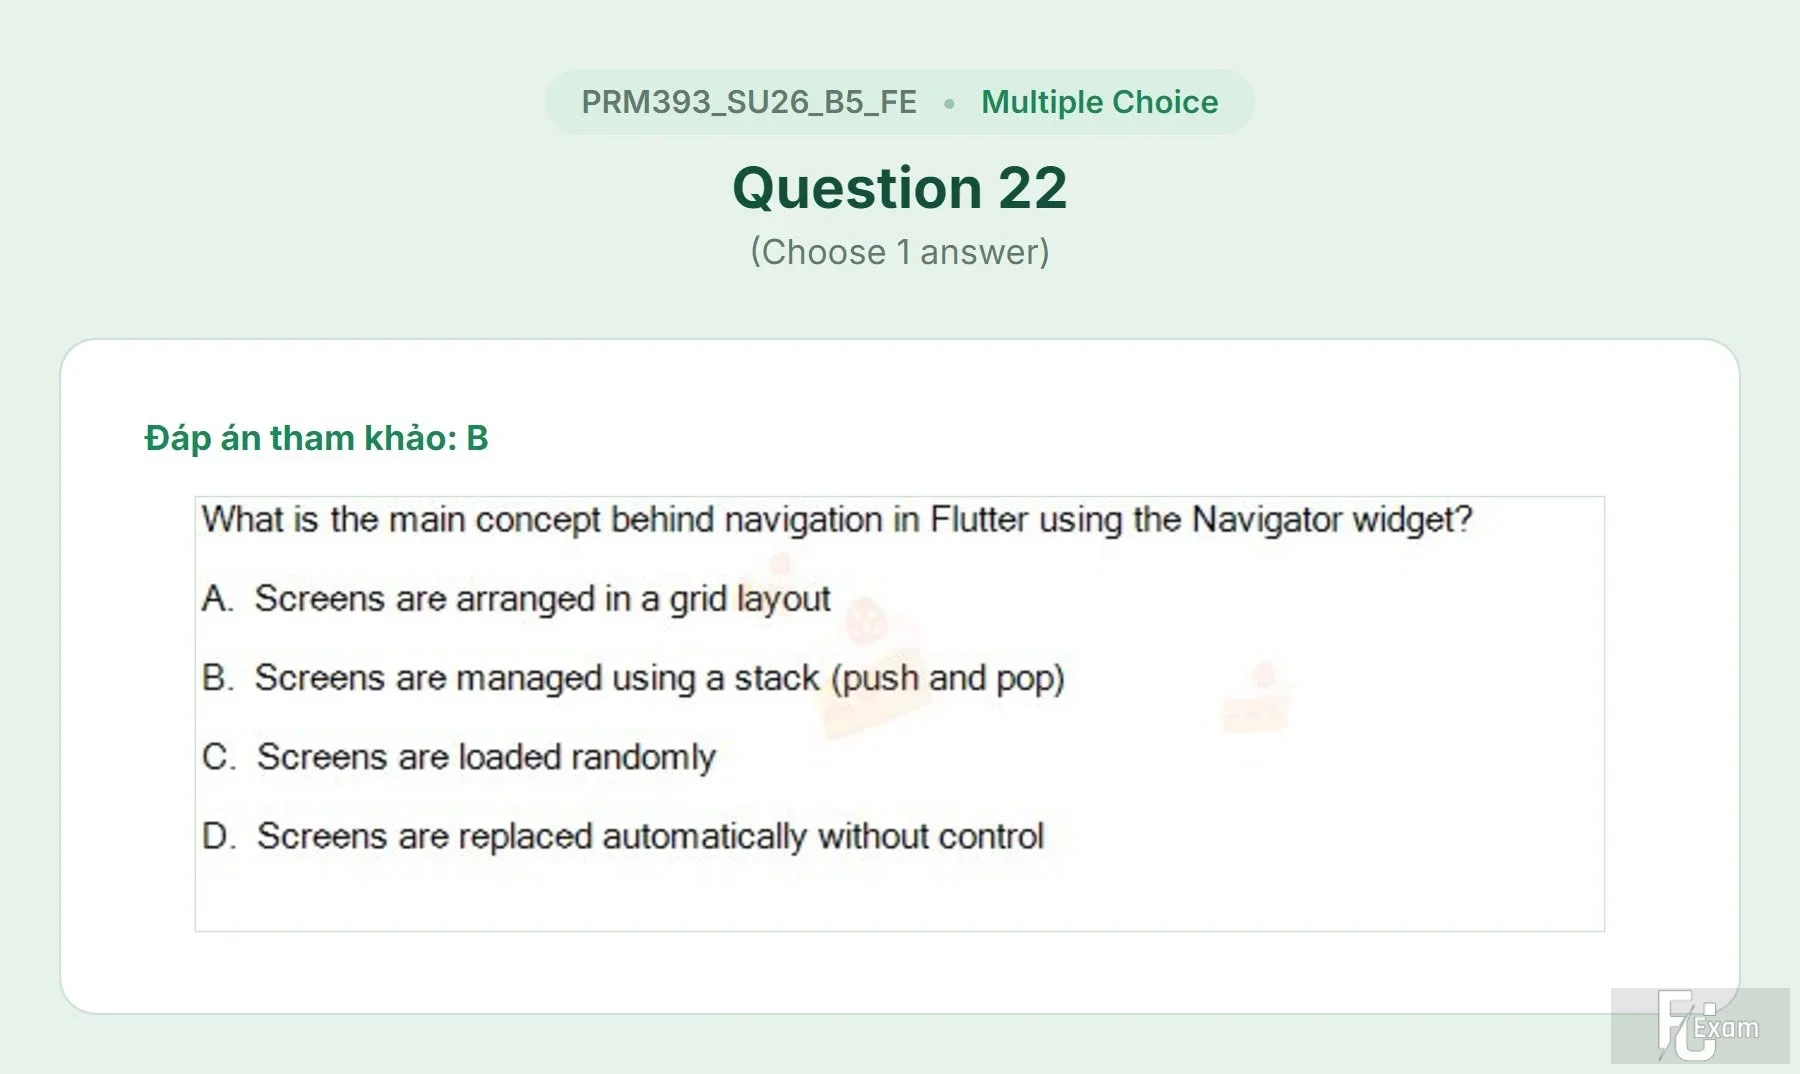 PRM393_SU26_B5_FE • Multiple Choice
Question 22
(Choose 1 answer)
Đáp án tham khảo: B
What is the main concept behind navigation in Flutter using the Navigator widget?
A. Screens are arranged in a grid layout
B. Screens are managed using a stack (push and pop)
C. Screens are loaded randomly
D. Screens are replaced automatically without control
FU Exam